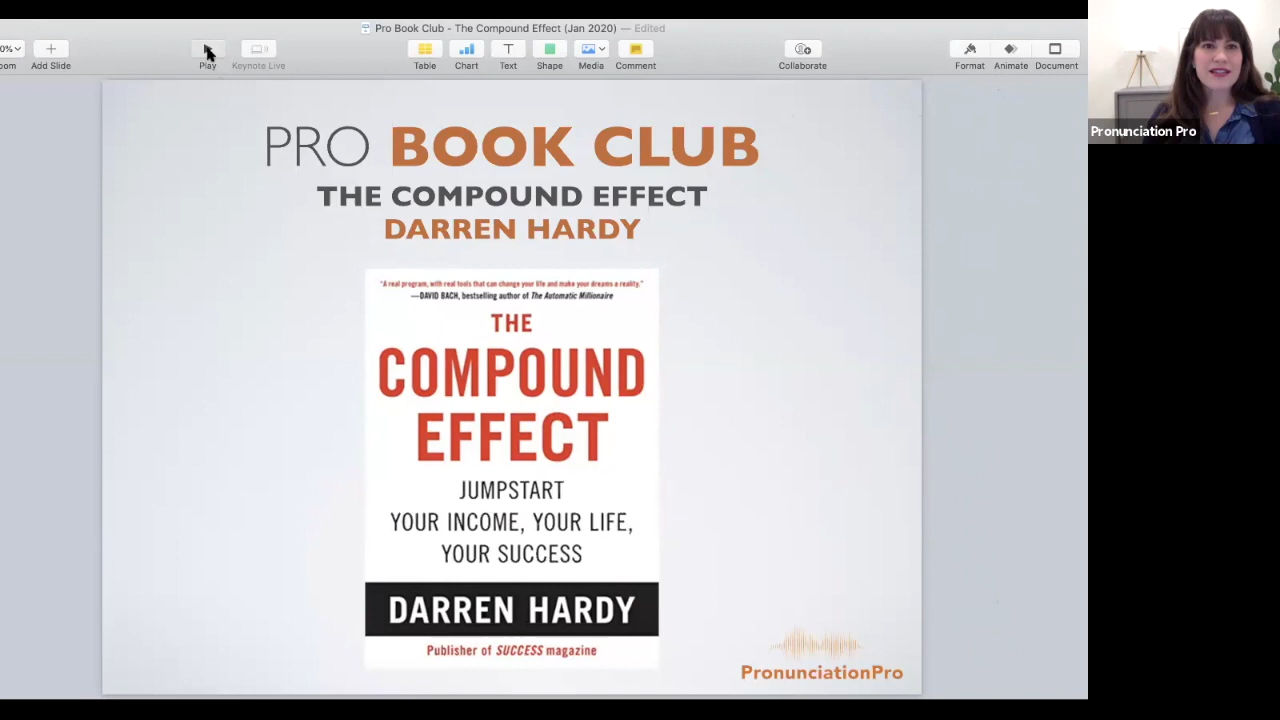 Pro Book Club - The Compound Effect (Jan 2020) — Edited
0%
oom
Add Slide
Play
Keynote Live
Table
Chart
Text
Shape
Media
Comment
Collaborate
Format
Animate
Document
Pronunciation Pro
PRO BOOK CLUB
THE COMPOUND EFFECT
DARREN HARDY
"A real program, with real tools that can change your life and make your dreams a reality."
—DAVID BACH, bestselling author of The Automatic Millionaire
THE
COMPOUND
EFFECT
JUMPSTART
YOUR INCOME, YOUR LIFE,
YOUR SUCCESS
DARREN HARDY
Publisher of SUCCESS magazine
PronunciationPro